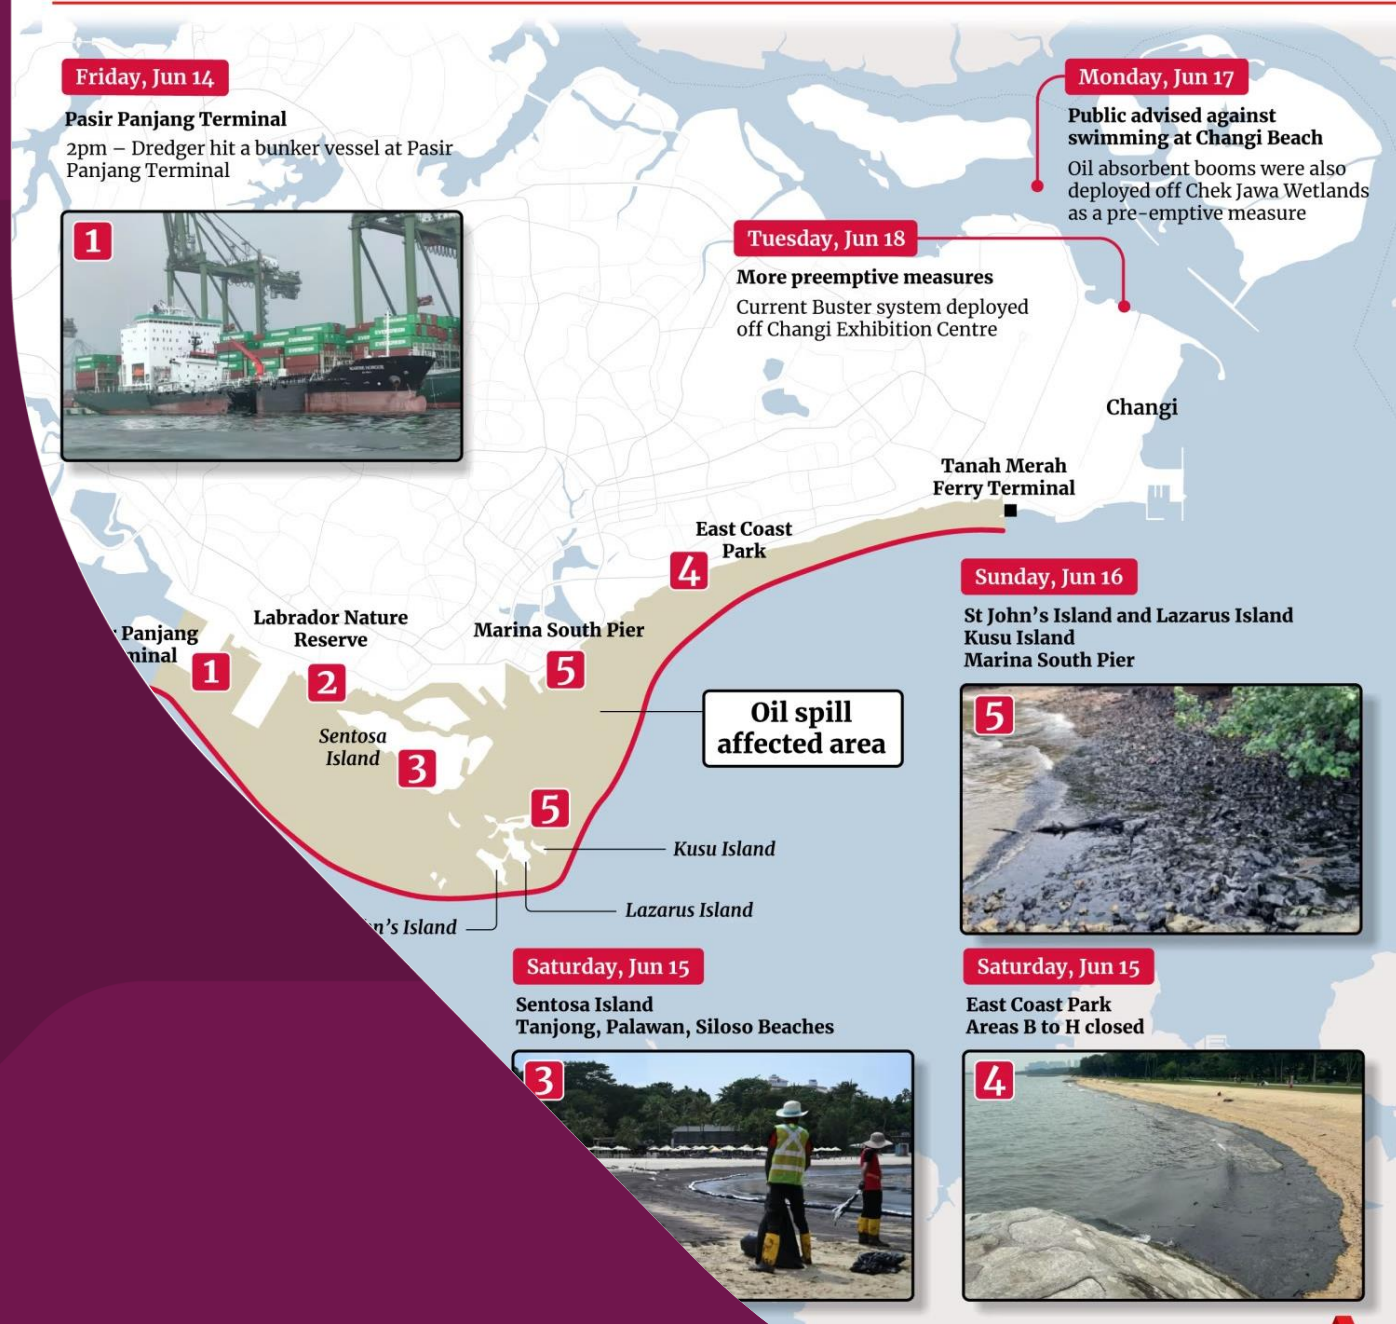 Friday, Jun 14
Pasir Panjang Terminal
2pm – Dredger hit a bunker vessel at Pasir
Panjang Terminal
1
Monday, Jun 17
Public advised against
swimming at Changi Beach
Oil absorbent booms were also
deployed off Chek Jawa Wetlands
as a pre-emptive measure
Tuesday, Jun 18
More preemptive measures
Current Buster system deployed
off Changi Exhibition Centre
Changi
Tanah Merah
Ferry Terminal
East Coast
Park
4
Panjang
1
Labrador Nature
Reserve
2
Marina South Pier
5
Sentosa
Island
3
5
Oil spill
affected area
Kusu Island
Lazarus Island
Island
Sunday, Jun 16
St John's Island and Lazarus Island
Kusu Island
Marina South Pier
5
Saturday, Jun 15
Sentosa Island
Tanjong, Palawan, Siloso Beaches
3
Saturday, Jun 15
East Coast Park
Areas B to H closed
4